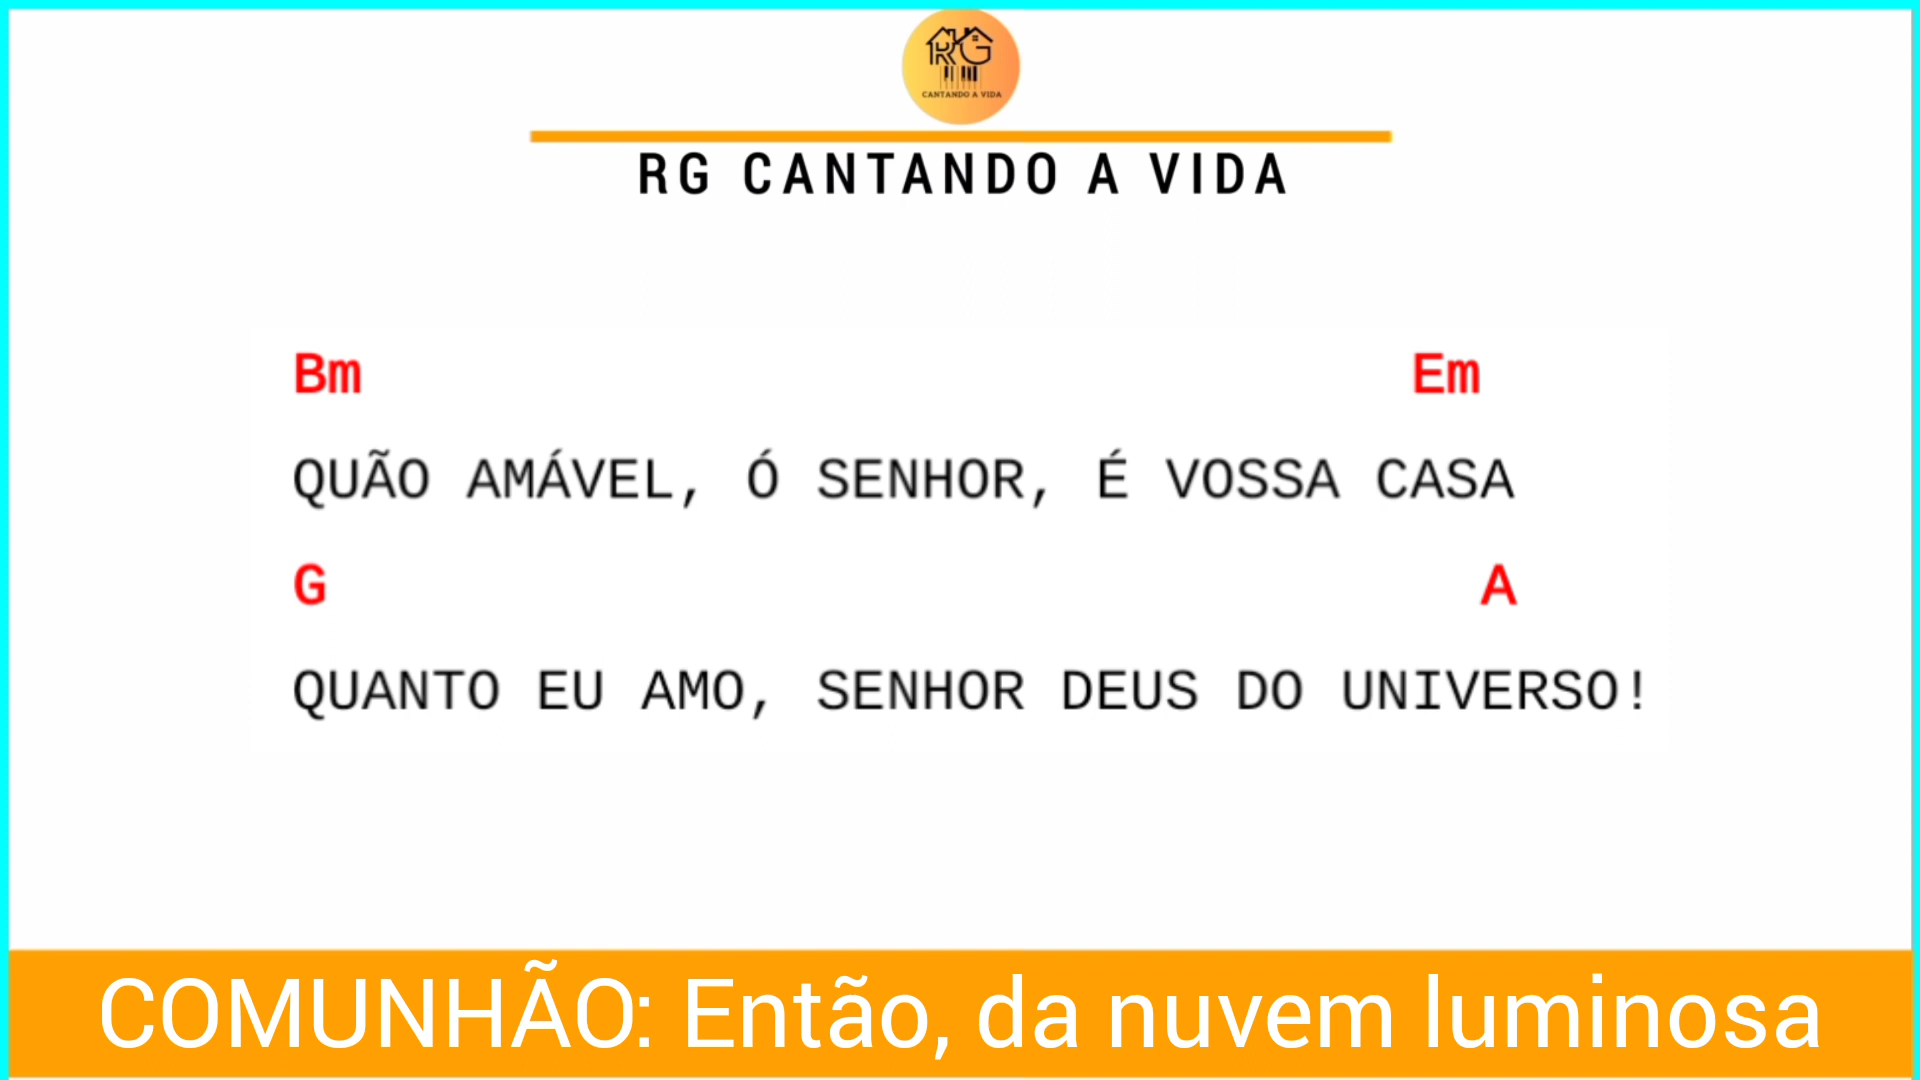 RG
CANTANDO A VIDA
RG CANTANDO A VIDA
Bm Em
QUÃO AMÁVEL, Ó SENHOR, É VOSSA CASA
G A
QUANTO EU AMO, SENHOR DEUS DO UNIVERSO!
COMUNHÃO: Então, da nuvem luminosa